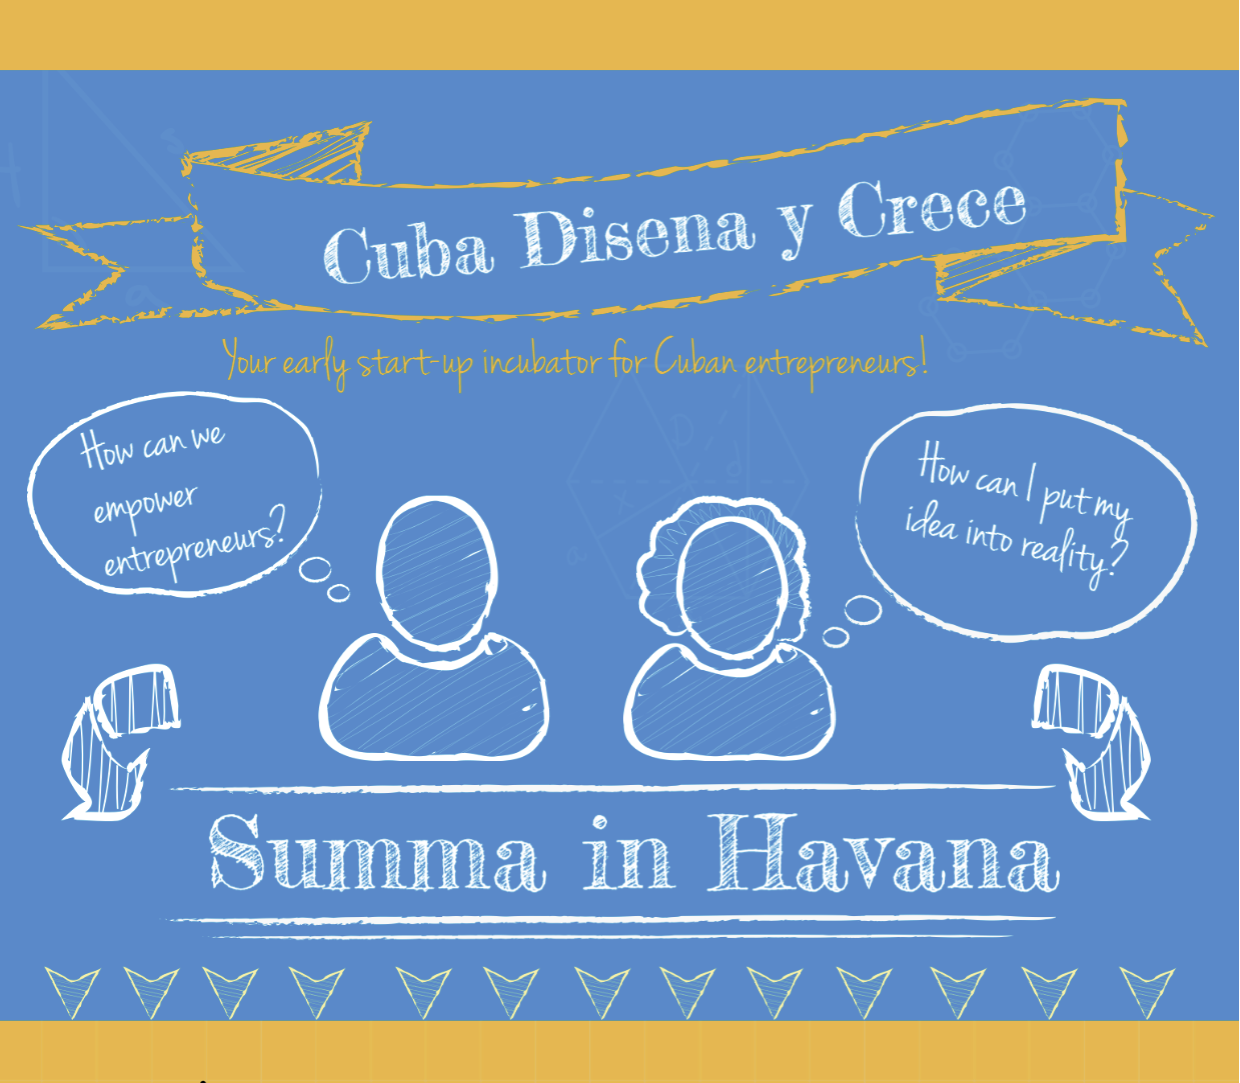 Cuba Disena y Crece
Your early start-up incubator for Cuban entrepreneurs!
How can we
empower
entrepreneurs?
How can I put my
idea into reality?
Summa in Havana